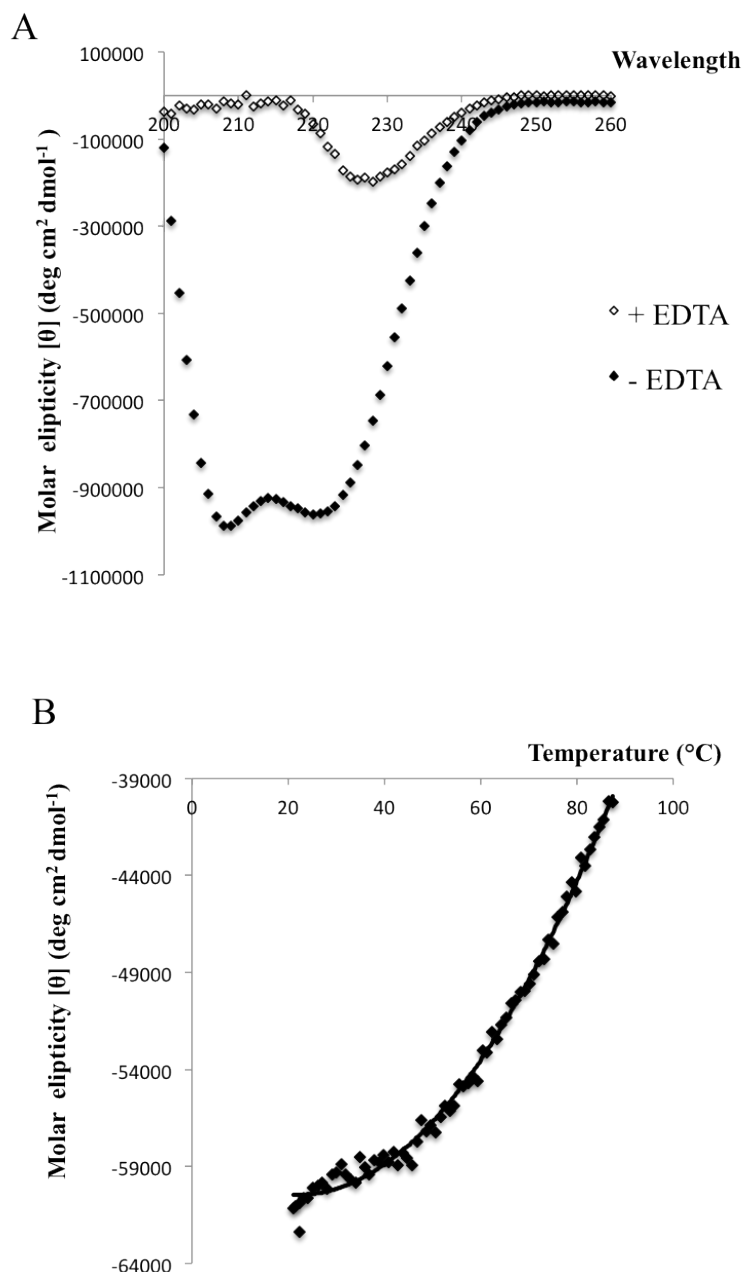 A
100000
Wavelength
200 210 220 230 240 250 260
-100000
-300000
-500000
-700000
-900000
-1100000
Molar elipticity [θ] (deg cm² dmol⁻¹ )
+ EDTA
- EDTA
B
Temperature (°C)
-39000
0 20 40 60 80 100
-44000
-49000
-54000
-59000
-64000
Molar elipticity [θ] (deg cm² dmol⁻¹)